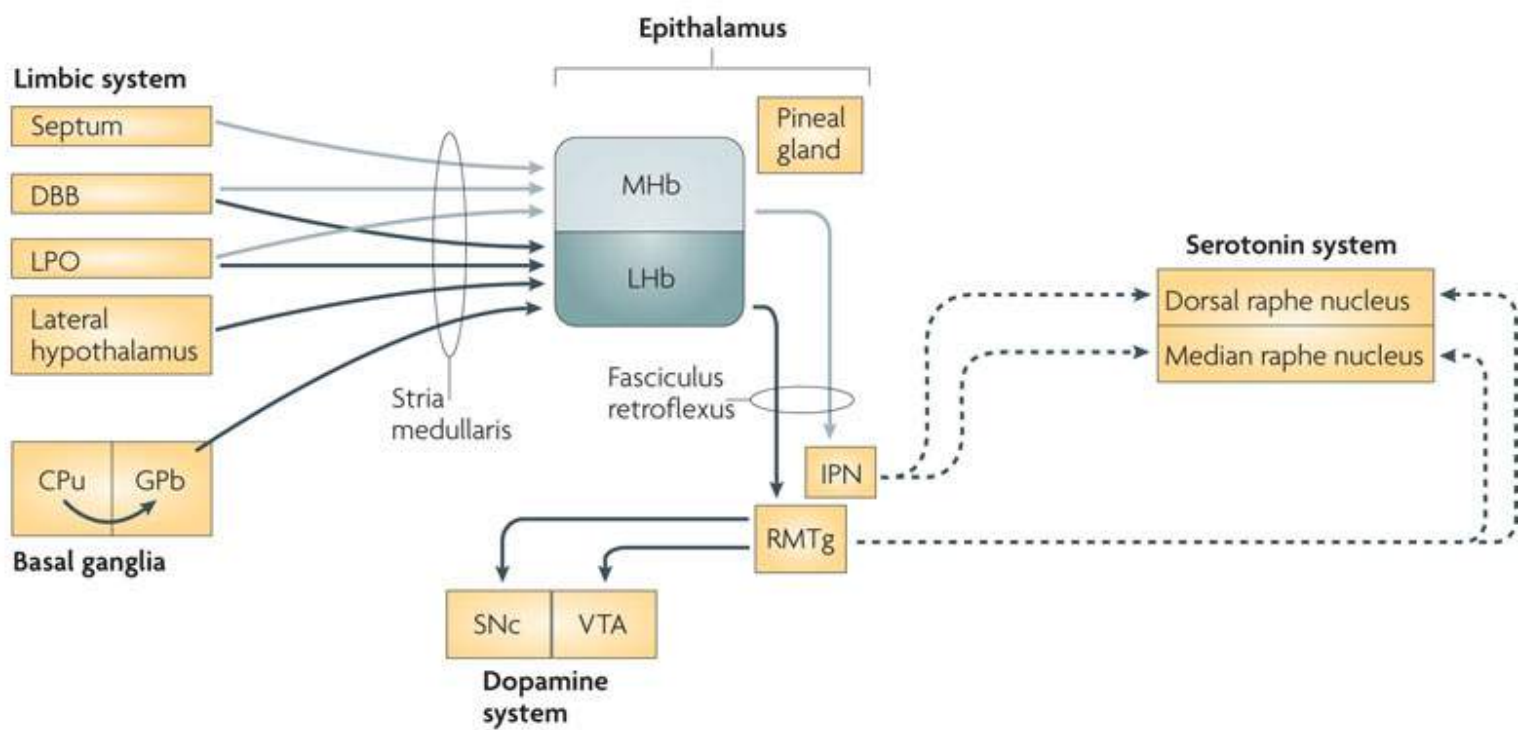 Epithalamus
Limbic system
Septum
DBB
LPO
Lateral
hypothalamus
CPu
GPb
Basal ganglia
Stria
medullaris
Pineal
gland
MHb
LHb
Fasciculus
retroflexus
IPN
RMTg
SNc
VTA
Dopamine
system
Serotonin system
Dorsal raphe nucleus
Median raphe nucleus